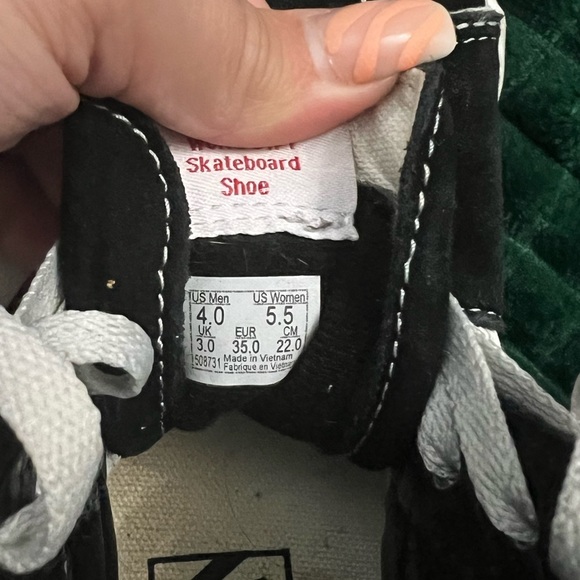 Skateboard
Shoe
US Men US Women
4.0 5.5
UK EUR CM
3.0 35.0 22.0
508731 Made in Vietnam
Fabriqué en Vietnam